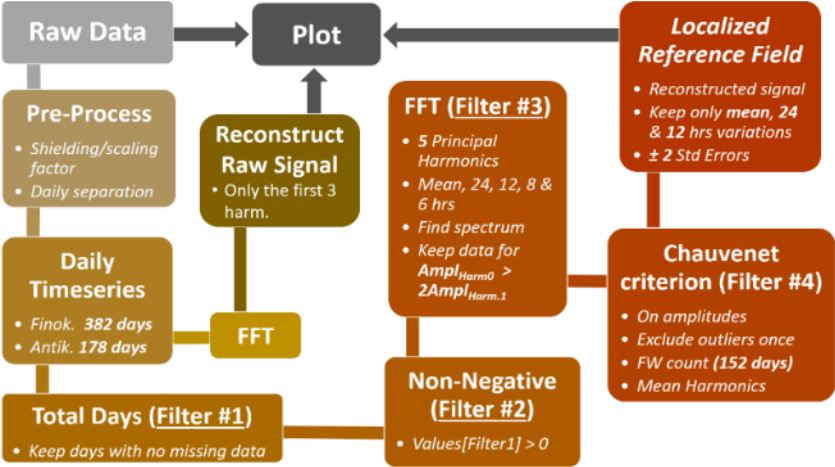 Raw Data
Plot
Localized
Reference Field
• Reconstructed signal
• Keep only mean, 24
& 12 hrs variations
• ± 2 Std Errors
Pre-Process
• Shielding/scaling
factor
• Daily separation
Reconstruct
Raw Signal
• Only the first 3
harm.
FFT (Filter #3)
• 5 Principal
Harmonics
• Mean, 24, 12, 8 &
6 hrs
• Find spectrum
• Keep data for
Ampl_Harm0 >
2Ampl_Harm.1
Daily
Timeseries
• Finok. 382 days
• Antik. 178 days
FFT
Chauvenet
criterion (Filter #4)
• On amplitudes
• Exclude outliers once
• FW count (152 days)
• Mean Harmonics
Total Days (Filter #1)
• Keep days with no missing data
Non-Negative
(Filter #2)
• Values[Filter1] > 0